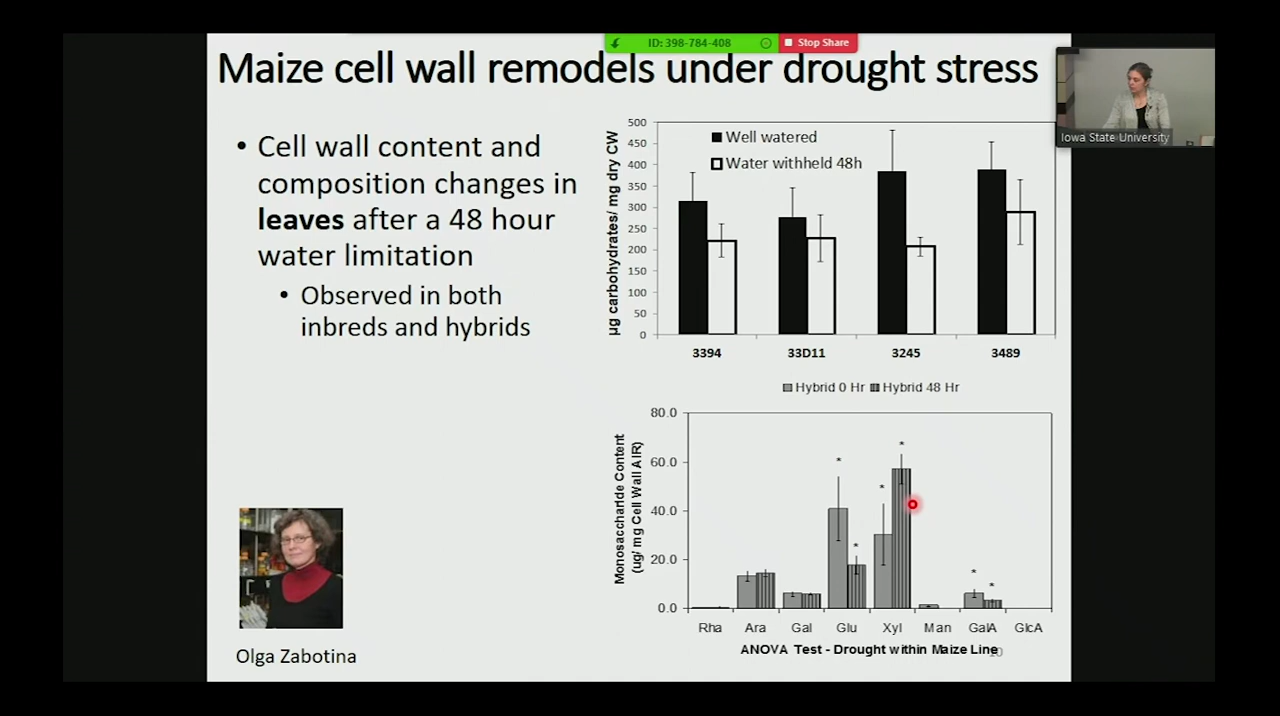 ID: 398-784-408
Stop Share
Maize cell wall remodels under drought stress
Iowa State University
• Cell wall content and
composition changes in
leaves after a 48 hour
water limitation
• Observed in both
inbreds and hybrids
Olga Zabotina
µg carbohydrates/ mg dry CW
500
450
400
350
300
250
200
150
100
50
0
Well watered
Water withheld 48h
3394 33D11 3245 3489
Hybrid 0 Hr Hybrid 48 Hr
Monosaccharide Content
(ug/ mg Cell Wall AIR)
80.0
60.0
40.0
20.0
0.0
* * * * * *
Rha Ara Gal Glu Xyl Man GalA GlcA
ANOVA Test - Drought within Maize Line
10